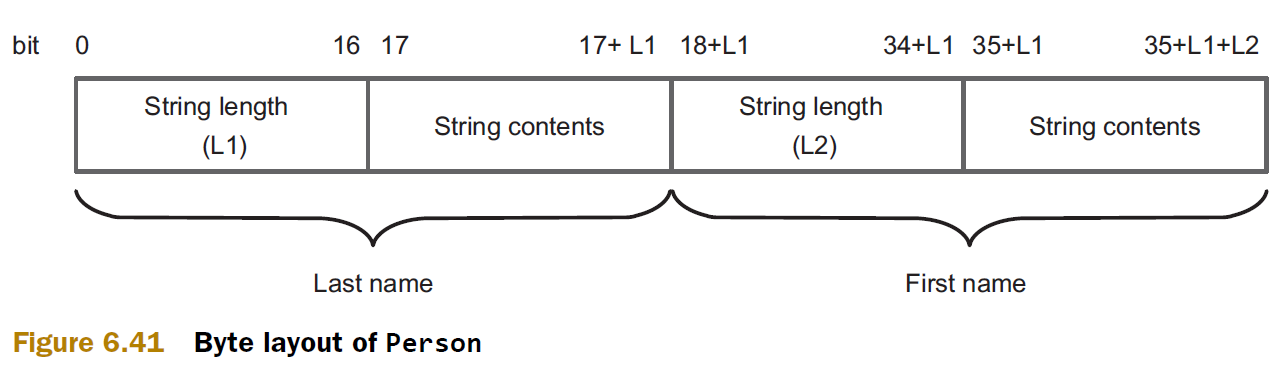 bit 0 16 17 17+ L1 18+L1 34+L1 35+L1 35+L1+L2
String length
(L1)
String contents
String length
(L2)
String contents
Last name
First name
Figure 6.41 Byte layout of Person